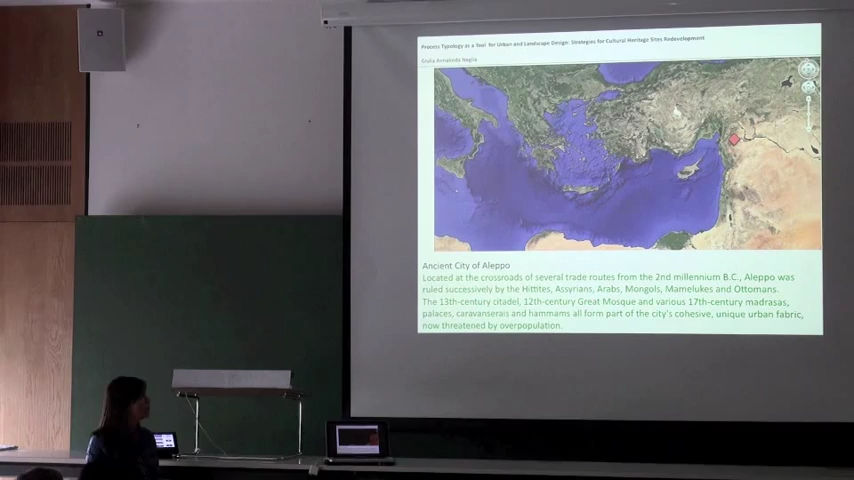 Process Typology as a Tool for Urban and Landscape Design: Strategies for Cultural Heritage Sites Redevelopment
Giulia Annalinda Neglia
Ancient City of Aleppo
Located at the crossroads of several trade routes from the 2nd millennium B.C., Aleppo was
ruled successively by the Hittites, Assyrians, Arabs, Mongols, Mamelukes and Ottomans.
The 13th-century citadel, 12th-century Great Mosque and various 17th-century madrasas,
palaces, caravanserais and hammams all form part of the city's cohesive, unique urban fabric,
now threatened by overpopulation.